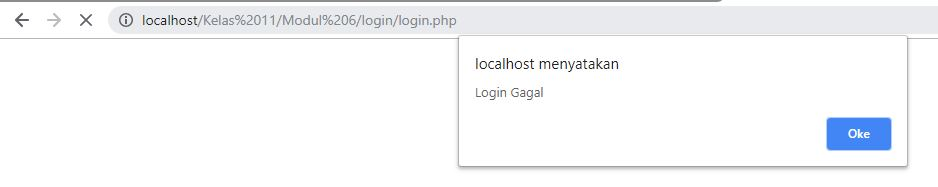 localhost/Kelas%2011/Modul%206/login/login.php
localhost menyatakan
Login Gagal
Oke